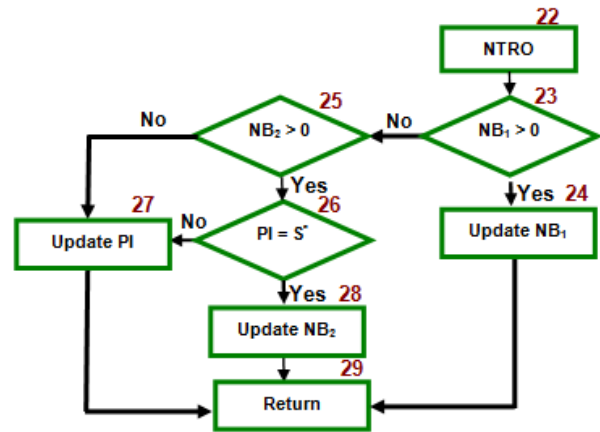 22
NTRO
25
23
No
NB₂ > 0
No
NB₁ > 0
Yes
27
No
26
Yes
24
Update PI
PI = S*
Update NB₁
Yes
28
Update NB₂
29
Return